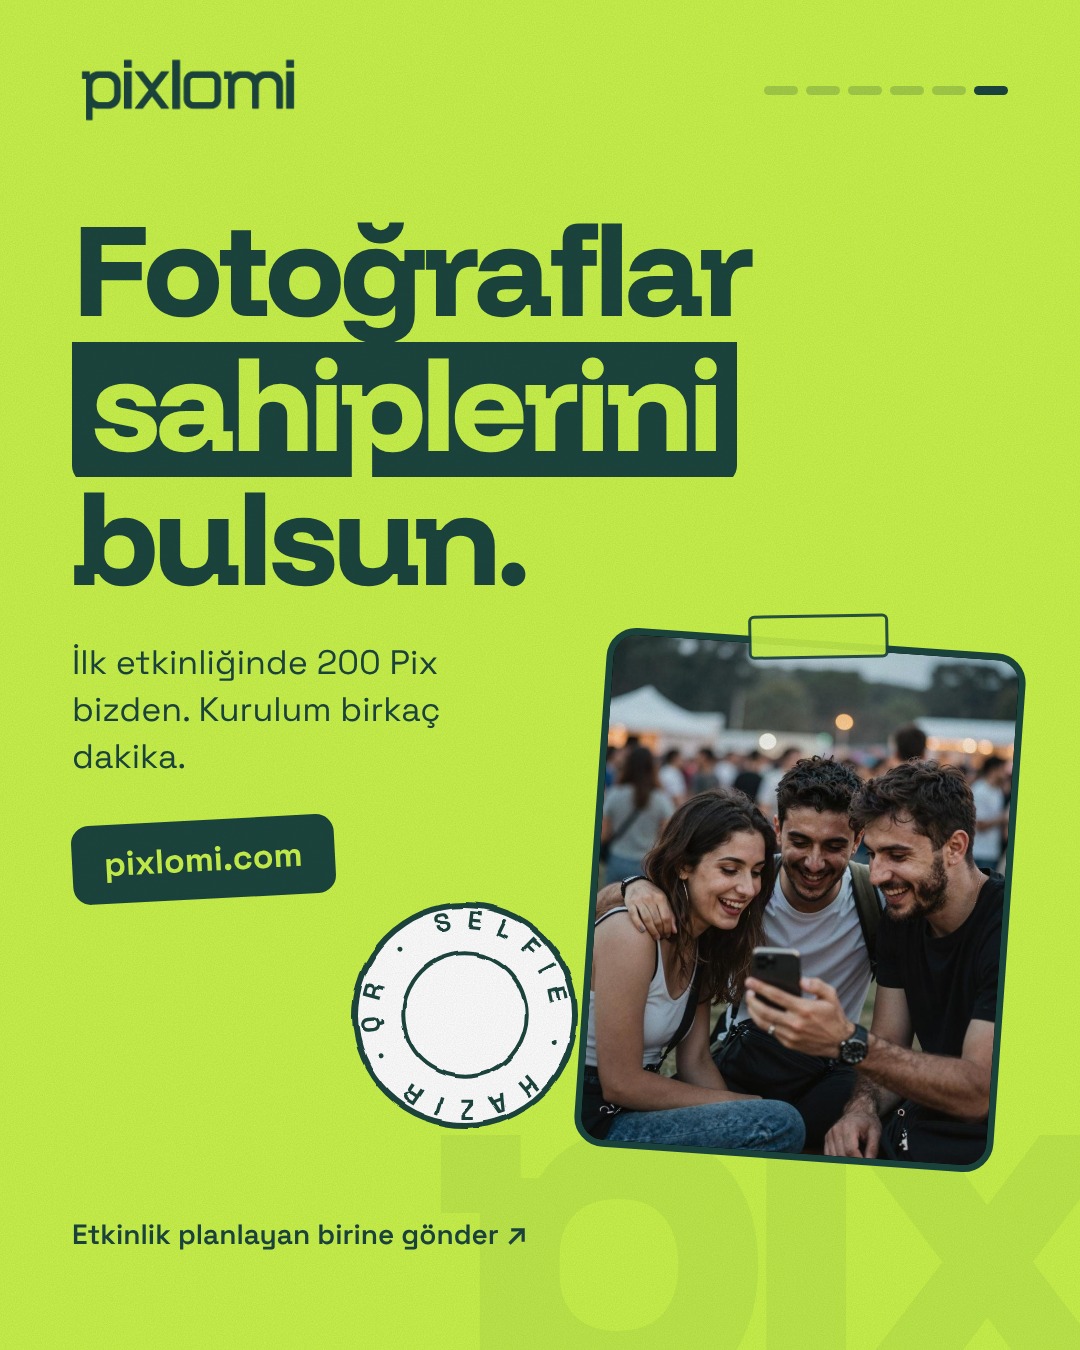 pixlomi
Fotoğraflar
sahiplerini
bulsun.
İlk etkinliğinde 200 Pix
bizden. Kurulum birkaç
dakika.
pixlomi.com
QR · SELFIE · HAZIR ·
Etkinlik planlayan birine gönder ↗
pix